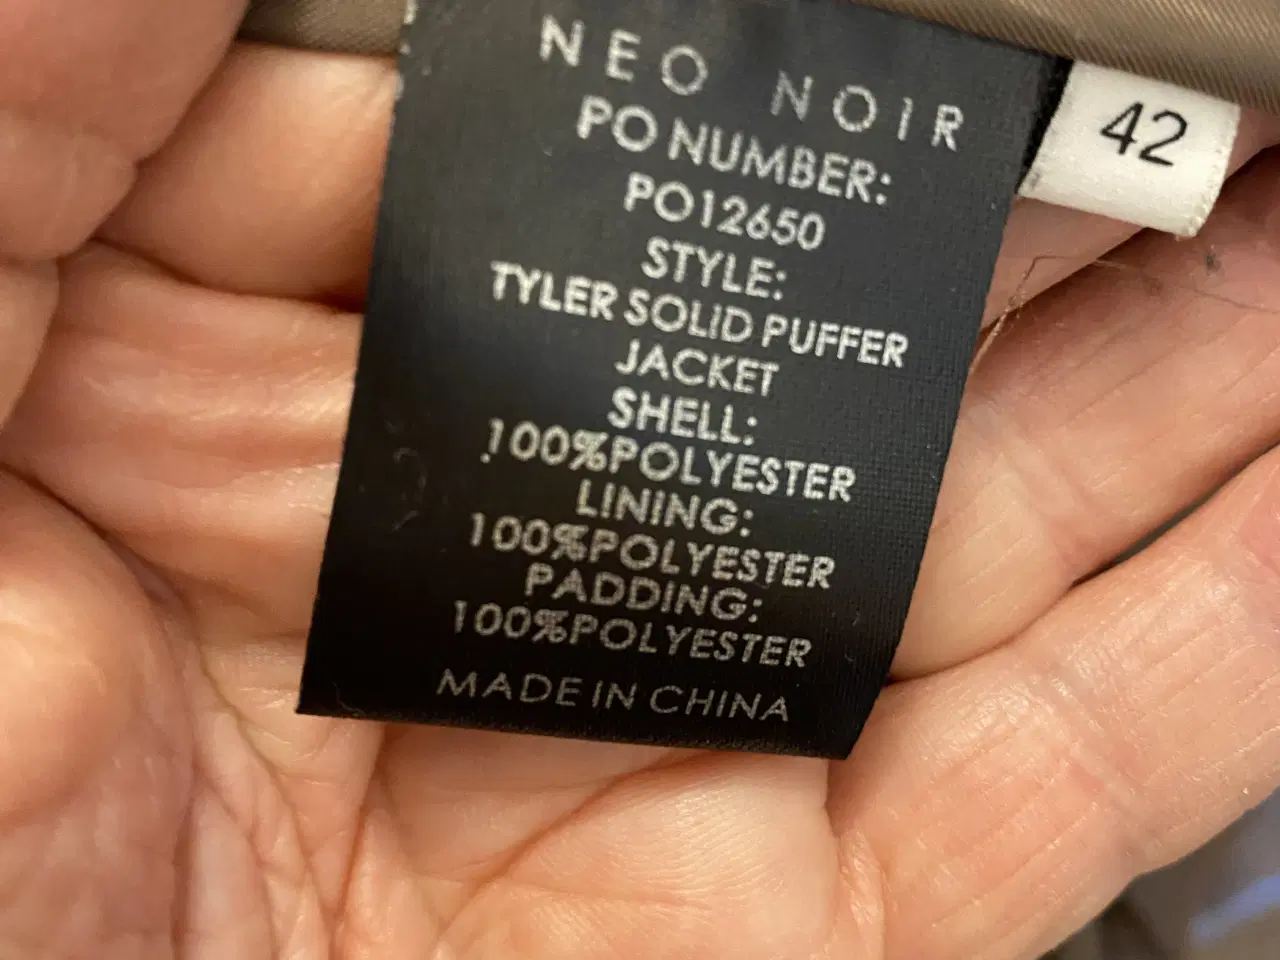 NEO NOIR
PO NUMBER:
PO12650
STYLE:
TYLER SOLID PUFFER
JACKET
SHELL:
100%POLYESTER
LINING:
100%POLYESTER
PADDING:
100%POLYESTER
MADE IN CHINA
42